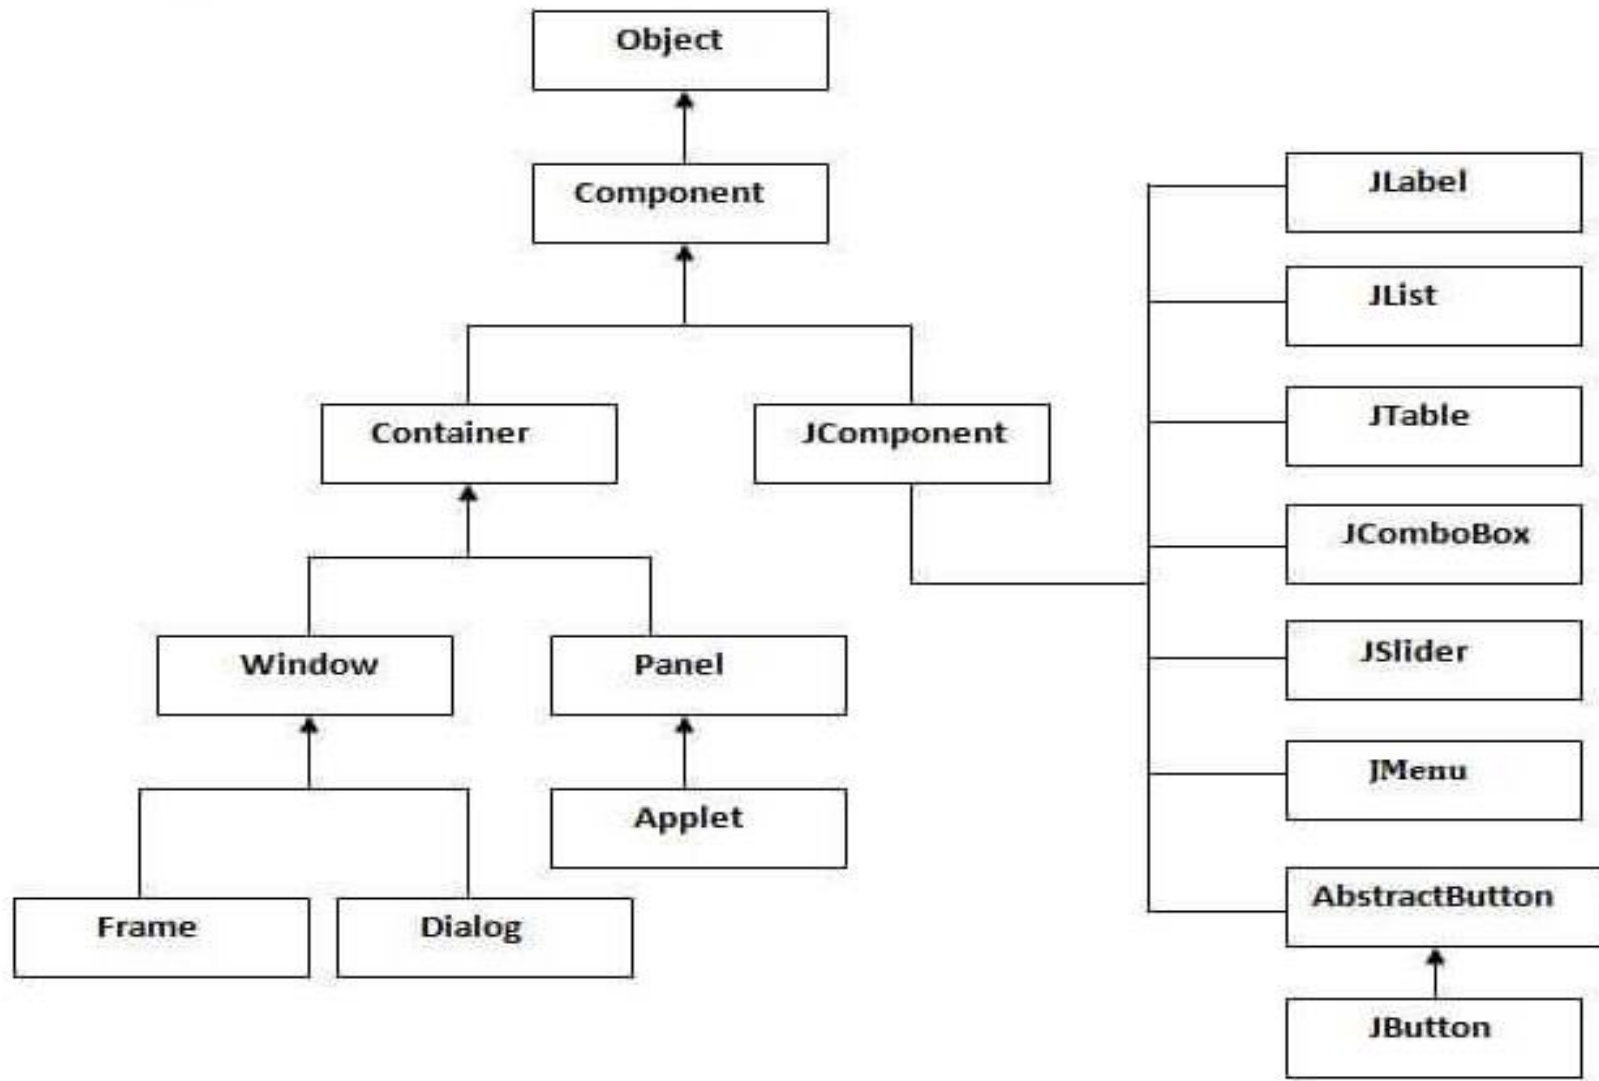 Object
Component
Container
JComponent
Window
Panel
Applet
Frame
Dialog
JLabel
JList
JTable
JComboBox
JSlider
JMenu
AbstractButton
JButton